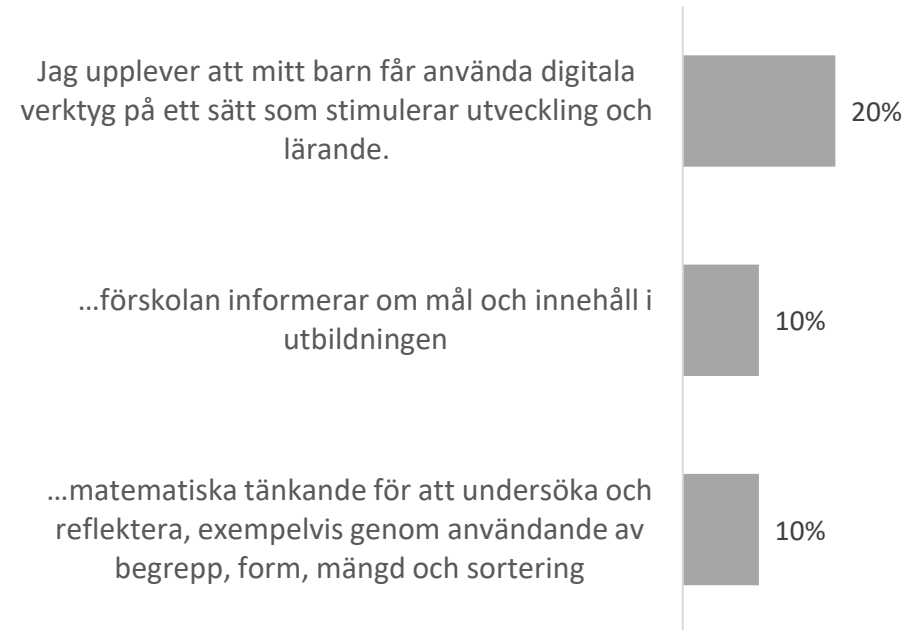 Jag upplever att mitt barn får använda digitala
verktyg på ett sätt som stimulerar utveckling och
lärande.
20%
...förskolan informerar om mål och innehåll i
utbildningen
10%
...matematiska tänkande för att undersöka och
reflektera, exempelvis genom användande av
begrepp, form, mängd och sortering
10%